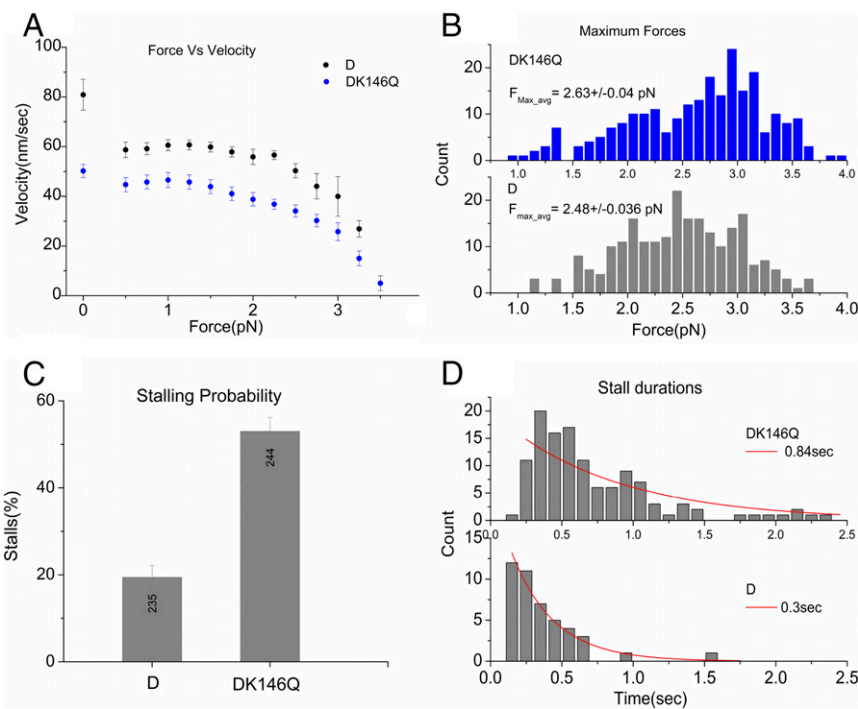 A
Force Vs Velocity
D
DK146Q
Velocity(nm/sec)
100
80
60
40
20
0
0 1 2 3
Force(pN)
B
Maximum Forces
DK146Q
F_Max_avg= 2.63+/-0.04 pN
20
10
0
1.0 1.5 2.0 2.5 3.0 3.5 4.0
Count
D
F_max_avg= 2.48+/-0.036 pN
20
10
0
1.0 1.5 2.0 2.5 3.0 3.5 4.0
Force(pN)
C
Stalling Probability
Stalls(%)
60
40
20
0
235
244
D DK146Q
D
Stall durations
DK146Q
0.84sec
20
15
10
5
0
0.0 0.5 1.0 1.5 2.0 2.5
Count
D
0.3sec
15
10
5
0
0.0 0.5 1.0 1.5 2.0 2.5
Time(sec)